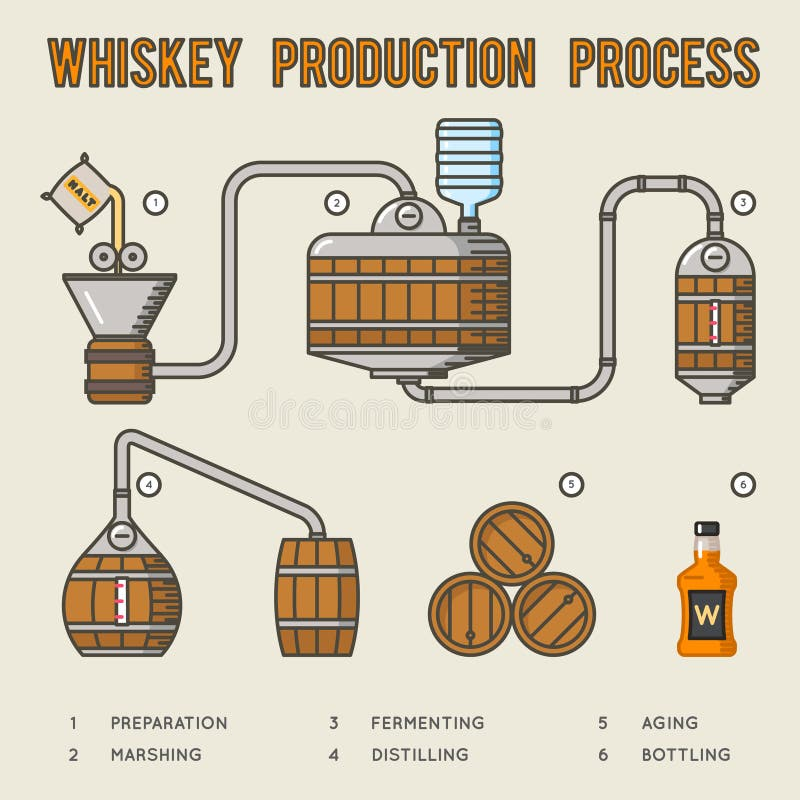 WHISKEY PRODUCTION PROCESS
MALT
1
2
3
dreamstime
4
5
6
W
1 PREPARATION
2 MARSHING
3 FERMENTING
4 DISTILLING
5 AGING
6 BOTTLING